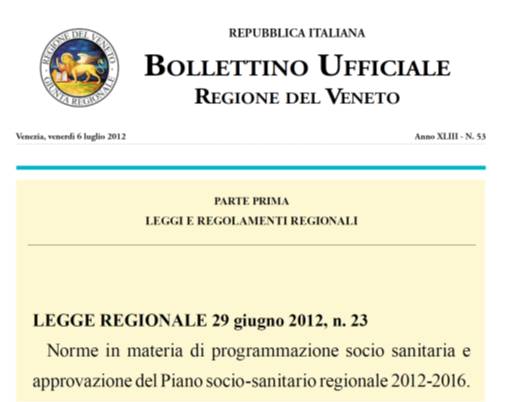 REPUBBLICA ITALIANA
BOLLETTINO UFFICIALE
REGIONE DEL VENETO
REGIONE DEL VENETO
GIUNTA REGIONALE
Venezia, venerdì 6 luglio 2012
Anno XLIII - N. 53
PARTE PRIMA
LEGGI E REGOLAMENTI REGIONALI
LEGGE REGIONALE 29 giugno 2012, n. 23
Norme in materia di programmazione socio sanitaria e
approvazione del Piano socio-sanitario regionale 2012-2016.